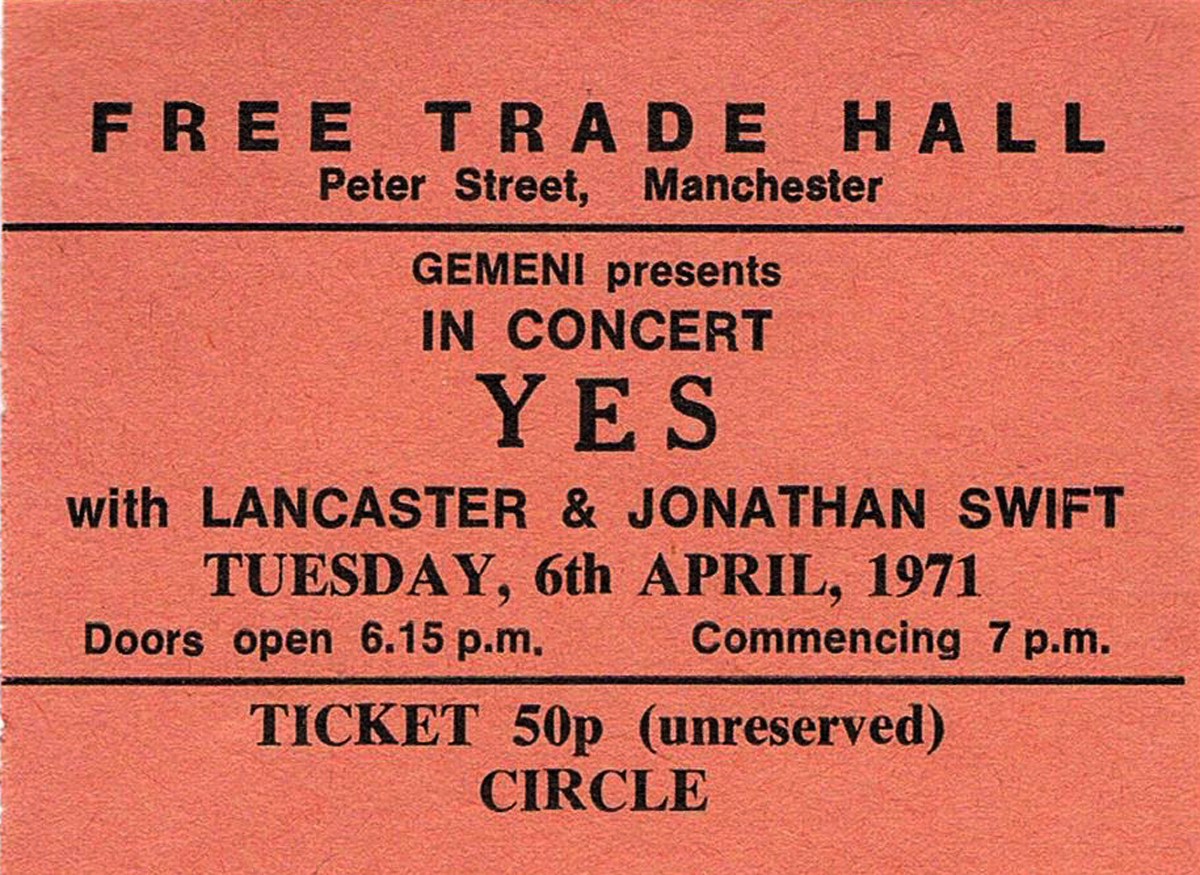 FREE TRADE HALL
Peter Street, Manchester
GEMENI presents
IN CONCERT
YES
with LANCASTER & JONATHAN SWIFT
TUESDAY, 6th APRIL, 1971
Doors open 6.15 p.m. Commencing 7 p.m.
TICKET 50p (unreserved)
CIRCLE